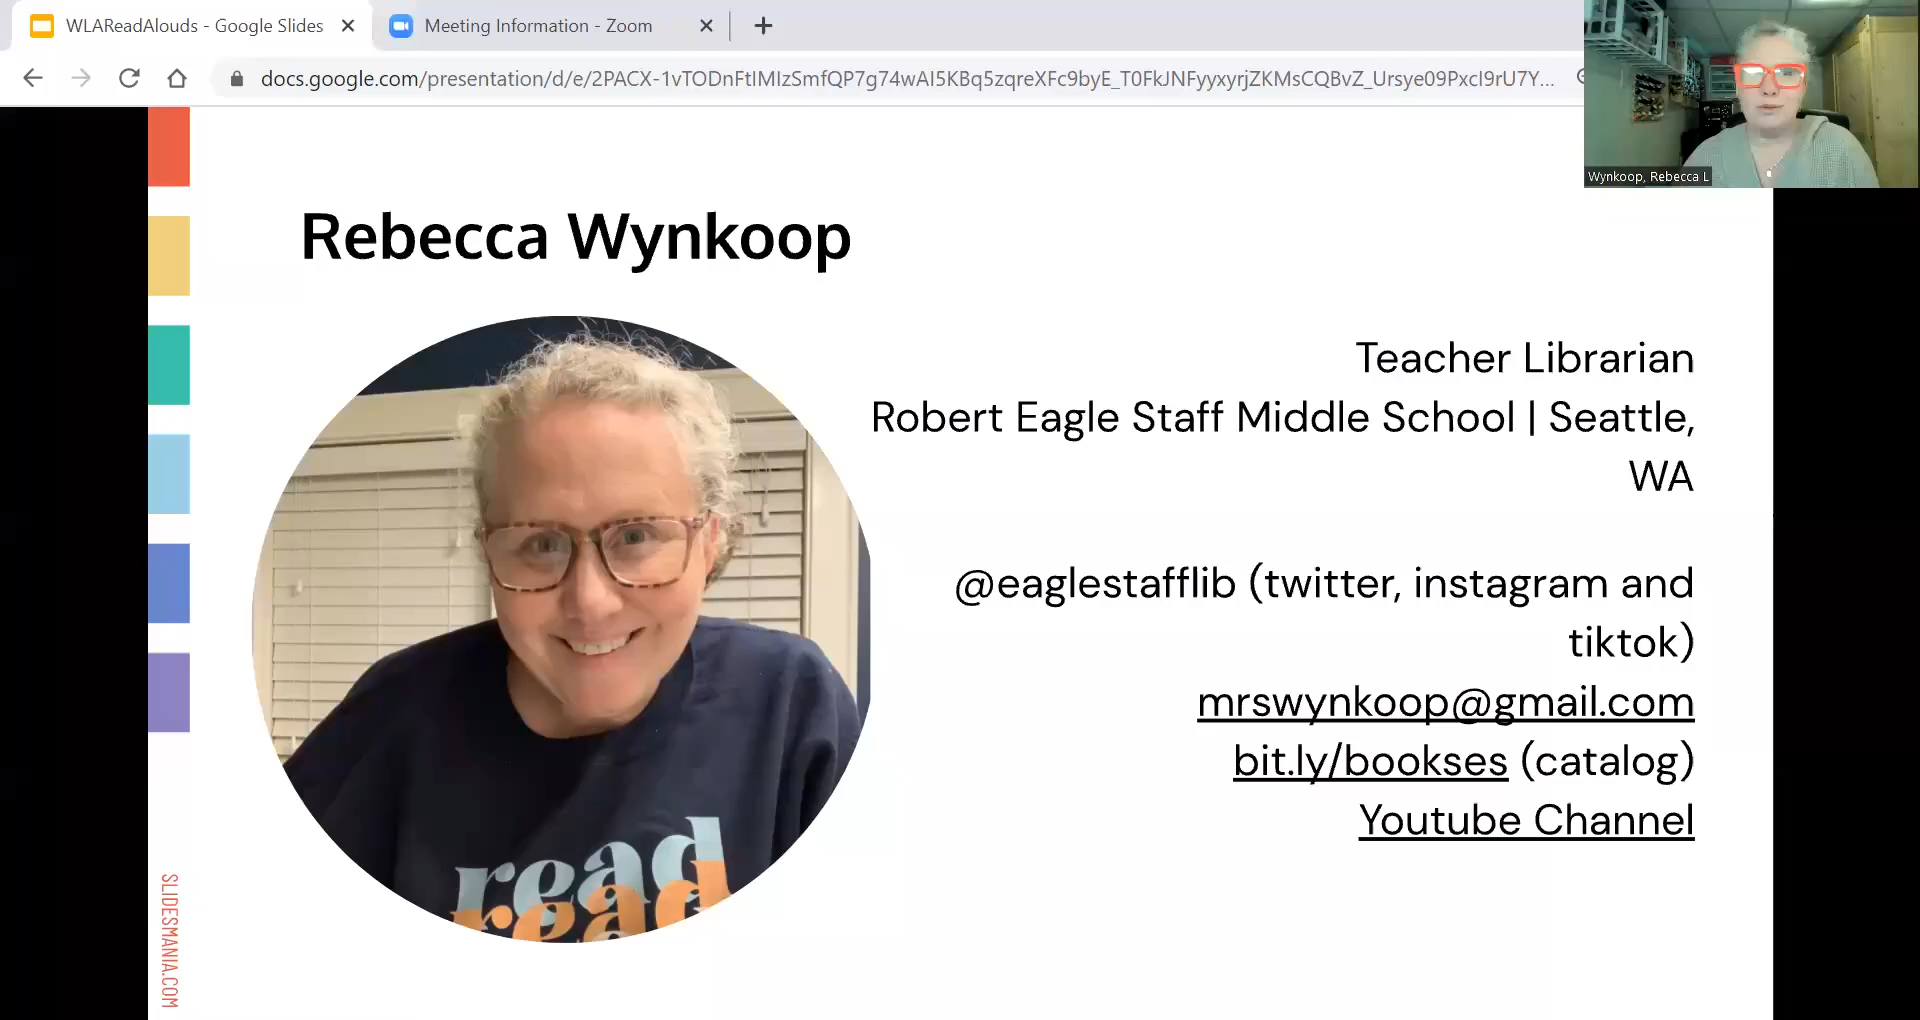 WLAReadAlouds - Google Slides
Meeting Information - Zoom
docs.google.com/presentation/d/e/2PACX-1vTODnFtIMIzSmfQP7g74wAI5KBq5zqreXFc9byE_T0FkJNFyyxyrjZKMsCQBvZ_Ursye09PxcI9rU7Y...
Wynkoop, Rebecca L
Rebecca Wynkoop
Teacher Librarian
Robert Eagle Staff Middle School | Seattle,
WA
@eaglestafflib (twitter, instagram and
tiktok)
mrswynkoop@gmail.com
bit.ly/bookses (catalog)
Youtube Channel
read
read
SLIDESMANIA.COM